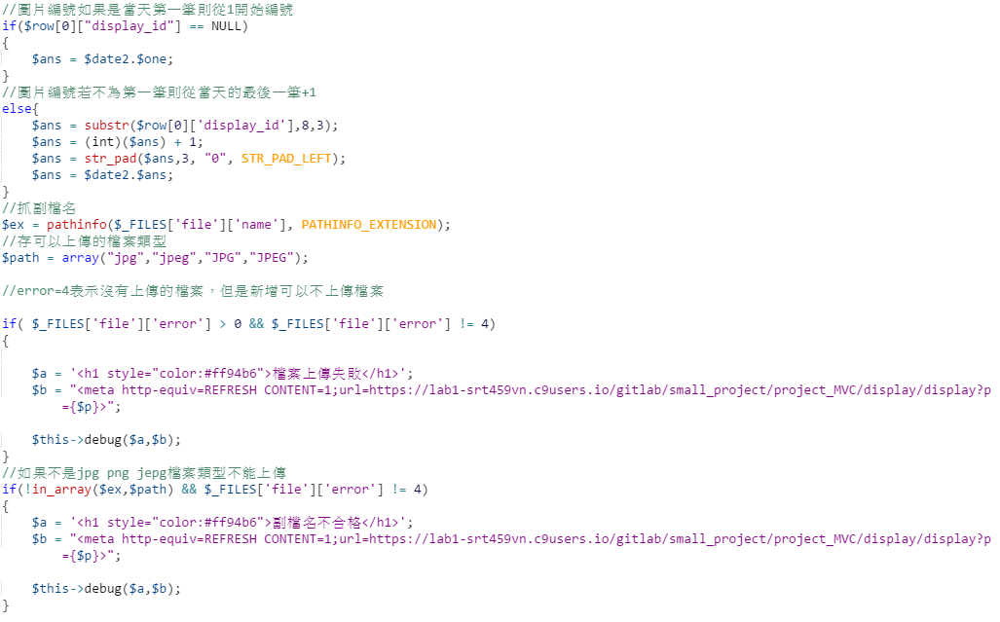 //圖片編號如果是當天第一筆則從1開始編號
if($row[0]["display_id"] == NULL)
{
    $ans = $date2.$one;
}
//圖片編號若不為第一筆則從當天的最後一筆+1
else{
    $ans = substr($row[0]['display_id'],8,3);
    $ans = (int)($ans) + 1;
    $ans = str_pad($ans,3, "0", STR_PAD_LEFT);
    $ans = $date2.$ans;
}
//抓副檔名
$ex = pathinfo($_FILES['file']['name'], PATHINFO_EXTENSION);
//存可以上傳的檔案類型
$path = array("jpg","jpeg","JPG","JPEG");
//error=4表示沒有上傳的檔案，但是新增可以不上傳檔案
if( $_FILES['file']['error'] > 0 && $_FILES['file']['error'] != 4)
{
    $a = '<h1 style="color:#ff94b6">檔案上傳失敗</h1>';
    $b = "<meta http-equiv=REFRESH CONTENT=1;url=https://lab1-srt459vn.c9users.io/gitlab/small_project/project_MVC/display/display?p
        ={$p}>";
    $this->debug($a,$b);
}
//如果不是jpg png jepg檔案類型不能上傳
if(!in_array($ex,$path) && $_FILES['file']['error'] != 4)
{
    $a = '<h1 style="color:#ff94b6">副檔名不合格</h1>';
    $b = "<meta http-equiv=REFRESH CONTENT=1;url=https://lab1-srt459vn.c9users.io/gitlab/small_project/project_MVC/display/display?p
        ={$p}>";
    $this->debug($a,$b);
}